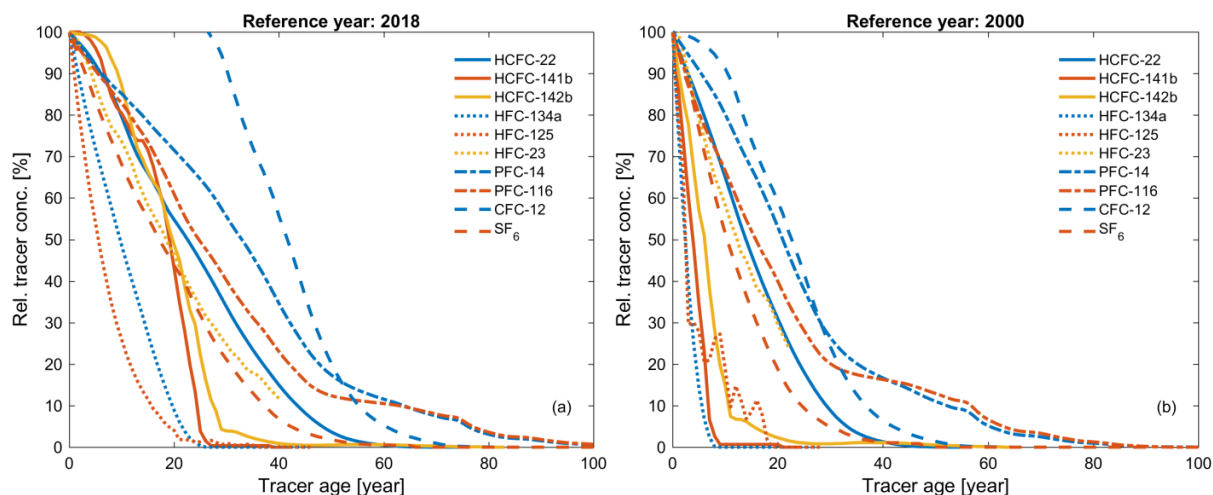 Reference year: 2018
Rel. tracer conc. [%]
100
90
80
70
60
50
40
30
20
10
0
HCFC-22
HCFC-141b
HCFC-142b
HFC-134a
HFC-125
HFC-23
PFC-14
PFC-116
CFC-12
SF6
(a)
0 20 40 60 80 100
Tracer age [year]
Reference year: 2000
Rel. tracer conc. [%]
100
90
80
70
60
50
40
30
20
10
0
HCFC-22
HCFC-141b
HCFC-142b
HFC-134a
HFC-125
HFC-23
PFC-14
PFC-116
CFC-12
SF6
(b)
0 20 40 60 80 100
Tracer age [year]